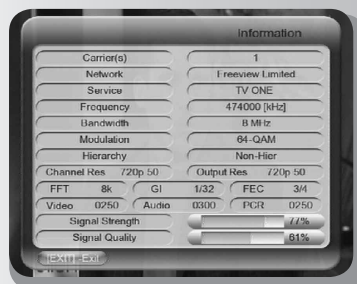 Information
Carrier(s) 1
Network Freeview Limited
Service TV ONE
Frequency 474000 [kHz]
Bandwidth 8 MHz
Modulation 64-QAM
Hierarchy Non-Hier
Channel Res 720p 50 Output Res 720p 50
FFT 8k GI 1/32 FEC 3/4
Video 0250 Audio 0300 PCR 0250
Signal Strength 77%
Signal Quality 61%
[EXIT]-Exit